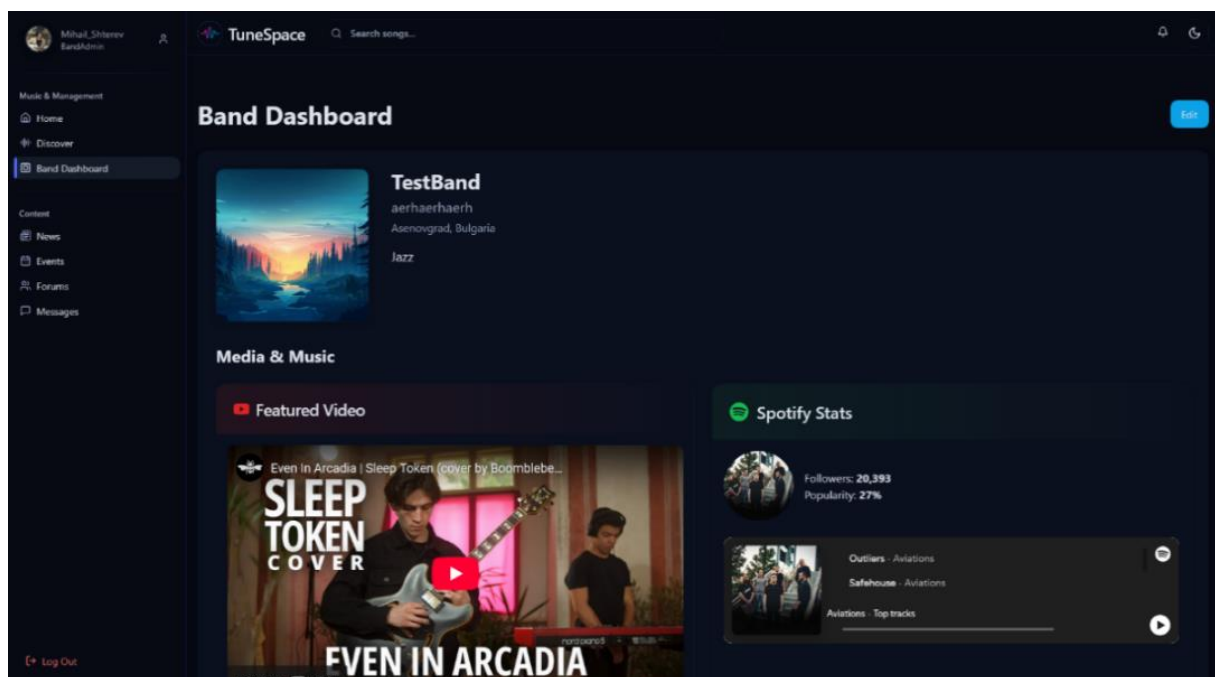 Mihail_Shterev
BandAdmin
TuneSpace
Search songs...
Music & Management
Home
Discover
Band Dashboard
Content
News
Events
Forums
Messages
Log Out
Band Dashboard
Edit
TestBand
aerhaerhaerh
Asenovgrad, Bulgaria
Jazz
Media & Music
Featured Video
Even In Arcadia | Sleep Token (cover by Boomblebe...
SLEEP
TOKEN
COVER
EVEN IN ARCADIA
Spotify Stats
Followers: 20,393
Popularity: 27%
Outliers · Aviations
Safehouse · Aviations
Aviations · Top tracks